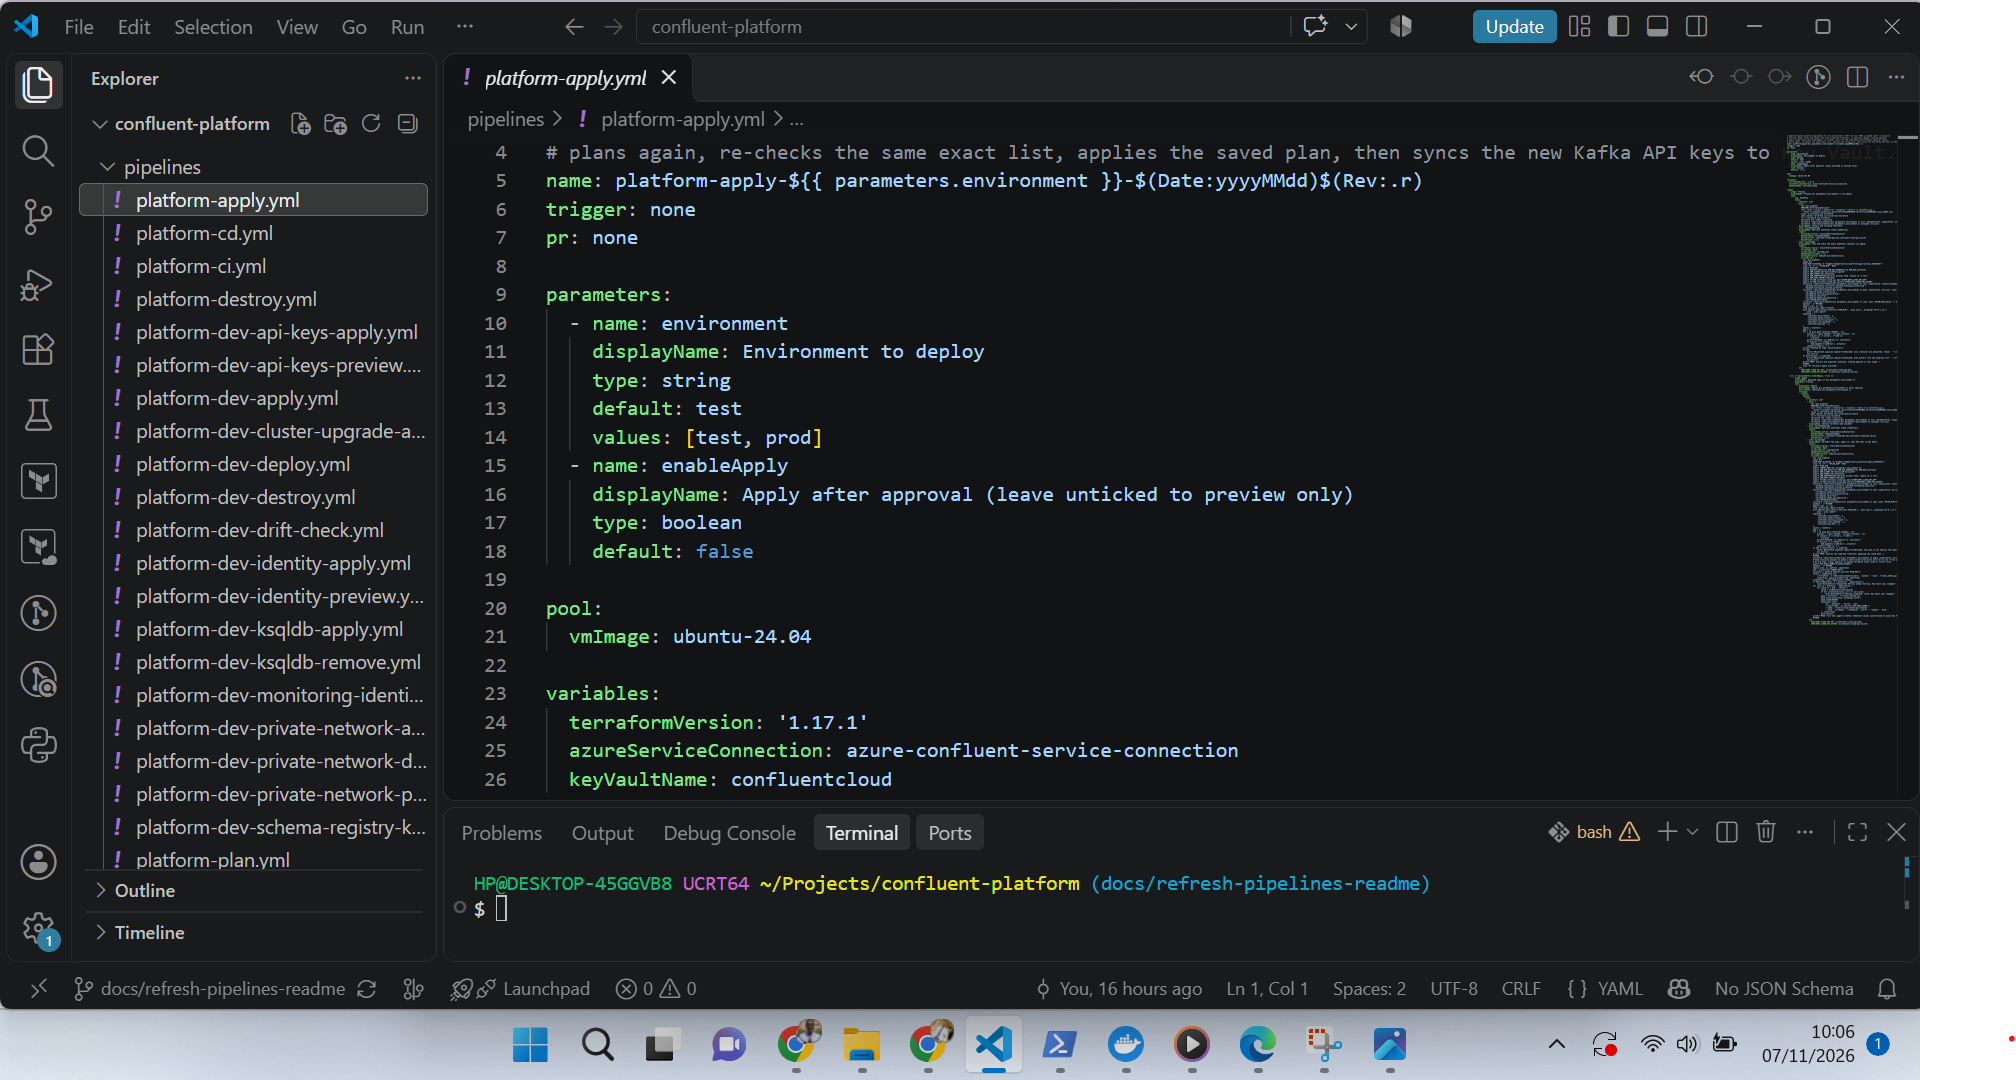 File Edit Selection View Go Run ···
confluent-platform
Update
Explorer
confluent-platform
pipelines
! platform-apply.yml
! platform-cd.yml
! platform-ci.yml
! platform-destroy.yml
! platform-dev-api-keys-apply.yml
! platform-dev-api-keys-preview....
! platform-dev-apply.yml
! platform-dev-cluster-upgrade-a...
! platform-dev-deploy.yml
! platform-dev-destroy.yml
! platform-dev-drift-check.yml
! platform-dev-identity-apply.yml
! platform-dev-identity-preview.y...
! platform-dev-ksqldb-apply.yml
! platform-dev-ksqldb-remove.yml
! platform-dev-monitoring-identi...
! platform-dev-private-network-a...
! platform-dev-private-network-d...
! platform-dev-private-network-p...
! platform-dev-schema-registry-k...
! platform-plan.yml
Outline
Timeline
1
! platform-apply.yml
pipelines > ! platform-apply.yml > ...
4 # plans again, re-checks the same exact list, applies the saved plan, then syncs the new Kafka API keys to Key Vault.
5 name: platform-apply-${{ parameters.environment }}-$(Date:yyyyMMdd)$(Rev:.r)
6 trigger: none
7 pr: none
8
9 parameters:
10 - name: environment
11 displayName: Environment to deploy
12 type: string
13 default: test
14 values: [test, prod]
15 - name: enableApply
16 displayName: Apply after approval (leave unticked to preview only)
17 type: boolean
18 default: false
19
20 pool:
21 vmImage: ubuntu-24.04
22
23 variables:
24 terraformVersion: '1.17.1'
25 azureServiceConnection: azure-confluent-service-connection
26 keyVaultName: confluentcloud
Problems Output Debug Console Terminal Ports
bash
HP@DESKTOP-45GGVB8 UCRT64 ~/Projects/confluent-platform (docs/refresh-pipelines-readme)
$
docs/refresh-pipelines-readme Launchpad 0 0 You, 16 hours ago Ln 1, Col 1 Spaces: 2 UTF-8 CRLF { } YAML No JSON Schema
10:06
07/11/2026
1